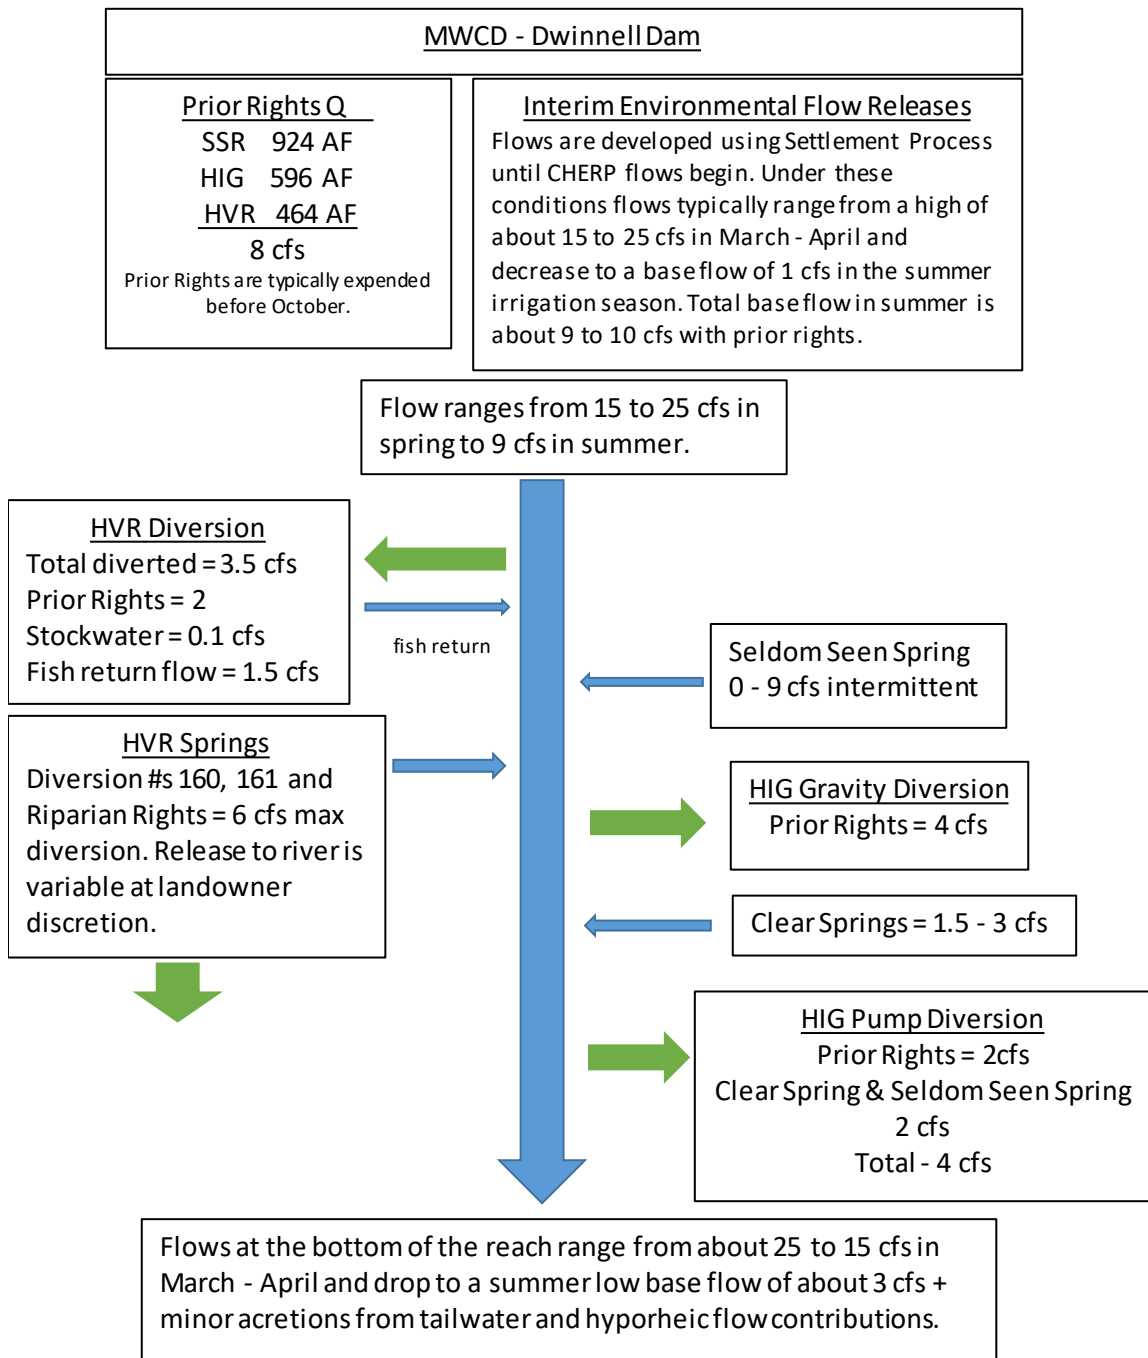 MWCD - Dwinnell Dam
Prior Rights Q
SSR 924 AF
HIG 596 AF
HVR 464 AF
8 cfs
Prior Rights are typically expended
before October.
Interim Environmental Flow Releases
Flows are developed using Settlement Process
until CHERP flows begin. Under these
conditions flows typically range from a high of
about 15 to 25 cfs in March - April and
decrease to a base flow of 1 cfs in the summer
irrigation season. Total base flow in summer is
about 9 to 10 cfs with prior rights.
Flow ranges from 15 to 25 cfs in
spring to 9 cfs in summer.
HVR Diversion
Total diverted = 3.5 cfs
Prior Rights = 2
Stockwater = 0.1 cfs
Fish return flow = 1.5 cfs
fish return
Seldom Seen Spring
0 - 9 cfs intermittent
HVR Springs
Diversion #s 160, 161 and
Riparian Rights = 6 cfs max
diversion. Release to river is
variable at landowner
discretion.
HIG Gravity Diversion
Prior Rights = 4 cfs
Clear Springs = 1.5 - 3 cfs
HIG Pump Diversion
Prior Rights = 2cfs
Clear Spring & Seldom Seen Spring
2 cfs
Total - 4 cfs
Flows at the bottom of the reach range from about 25 to 15 cfs in
March - April and drop to a summer low base flow of about 3 cfs +
minor acretions from tailwater and hyporheic flow contributions.